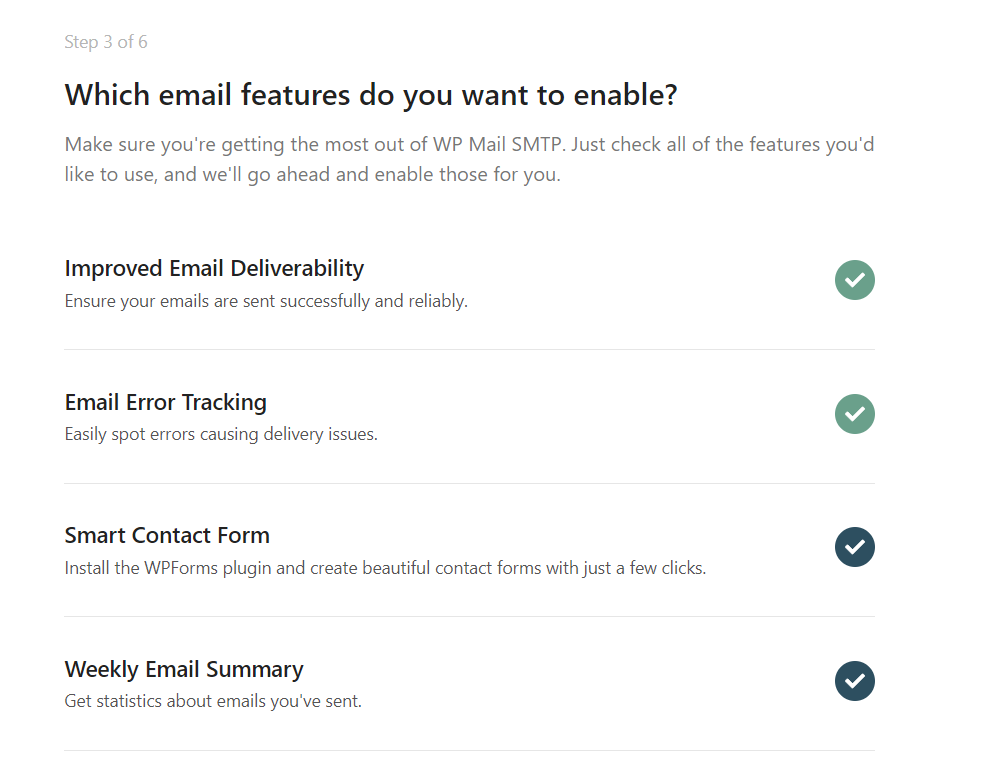 Step 3 of 6
Which email features do you want to enable?
Make sure you're getting the most out of WP Mail SMTP. Just check all of the features you'd
like to use, and we'll go ahead and enable those for you.
Improved Email Deliverability
Ensure your emails are sent successfully and reliably.
Email Error Tracking
Easily spot errors causing delivery issues.
Smart Contact Form
Install the WPForms plugin and create beautiful contact forms with just a few clicks.
Weekly Email Summary
Get statistics about emails you've sent.